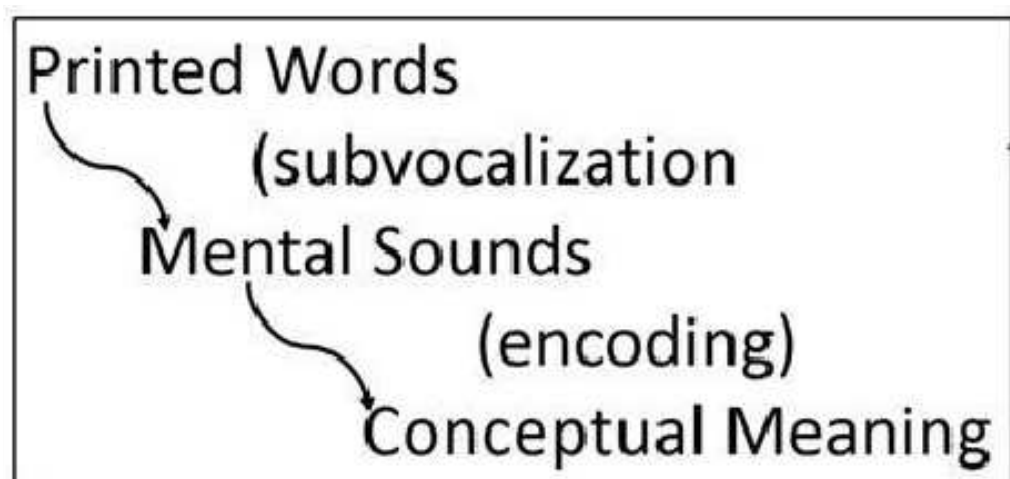 Printed Words
(subvocalization
Mental Sounds
(encoding)
Conceptual Meaning